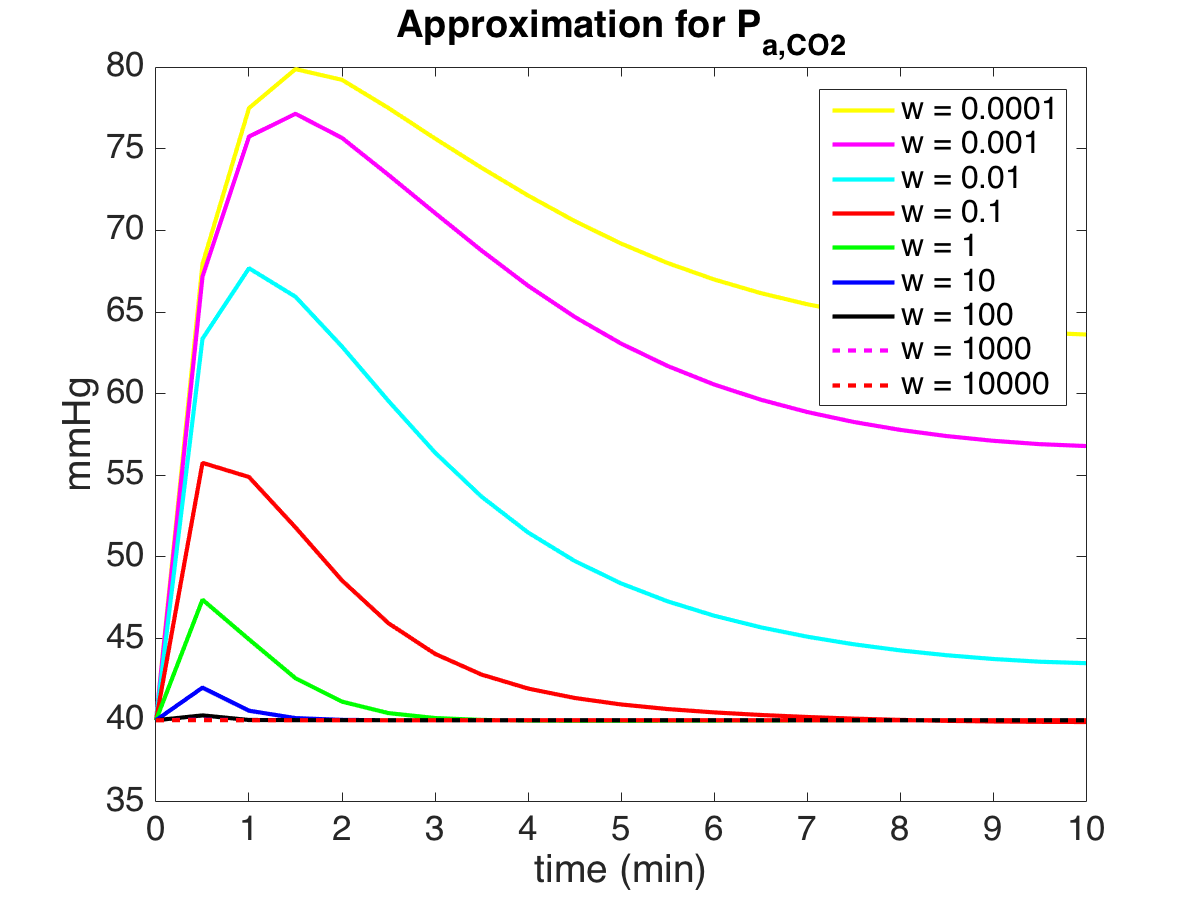 Approximation for Pa,CO2
80
75
70
65
60
55
50
45
40
35
mmHg
w = 0.0001
w = 0.001
w = 0.01
w = 0.1
w = 1
w = 10
w = 100
w = 1000
w = 10000
0 1 2 3 4 5 6 7 8 9 10
time (min)